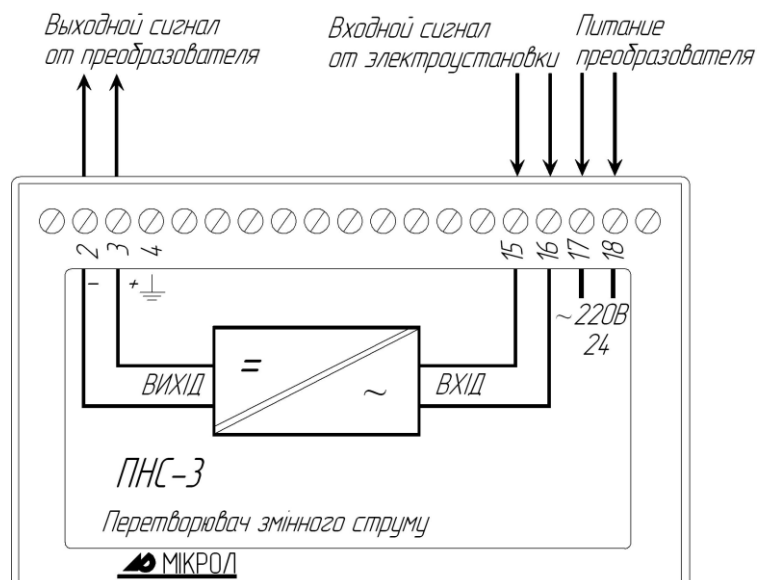 Выходной сигнал
от преобразователя
Входной сигнал
от электроустановки
Питание
преобразователя
2 3 4 15 16 17 18
- +
~220В
24
=
~
ВИХІД
ВХІД
ПНС-3
Перетворювач змінного струму
МІКРОЛ